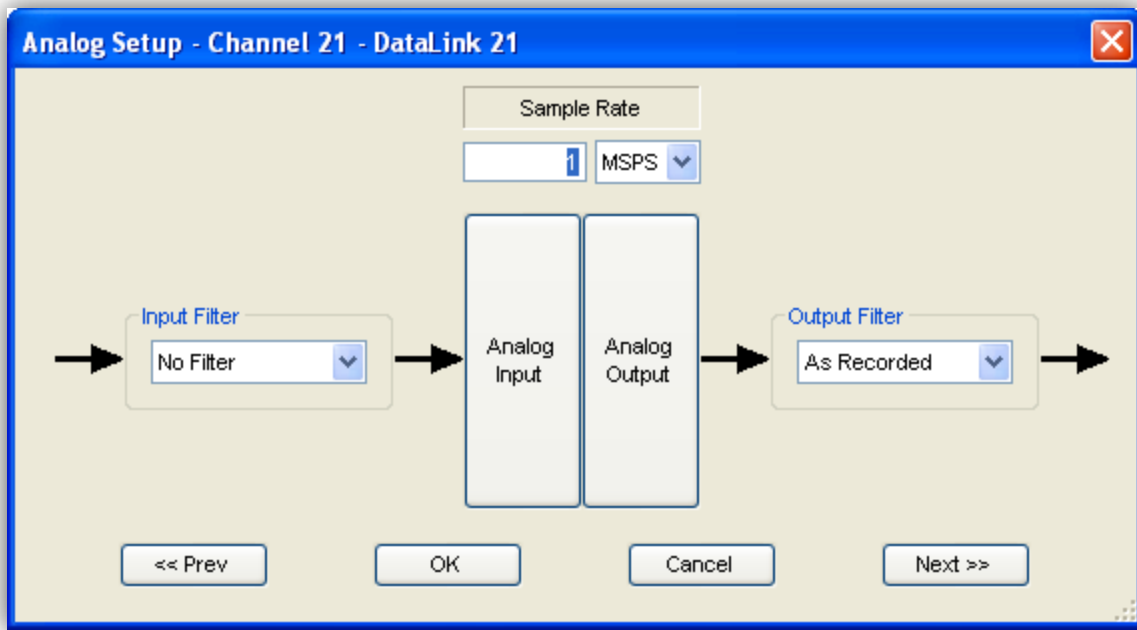 Analog Setup - Channel 21 - DataLink 21
Sample Rate
1 MSPS
Input Filter
No Filter
Analog Input
Analog Output
Output Filter
As Recorded
<< Prev
OK
Cancel
Next >>